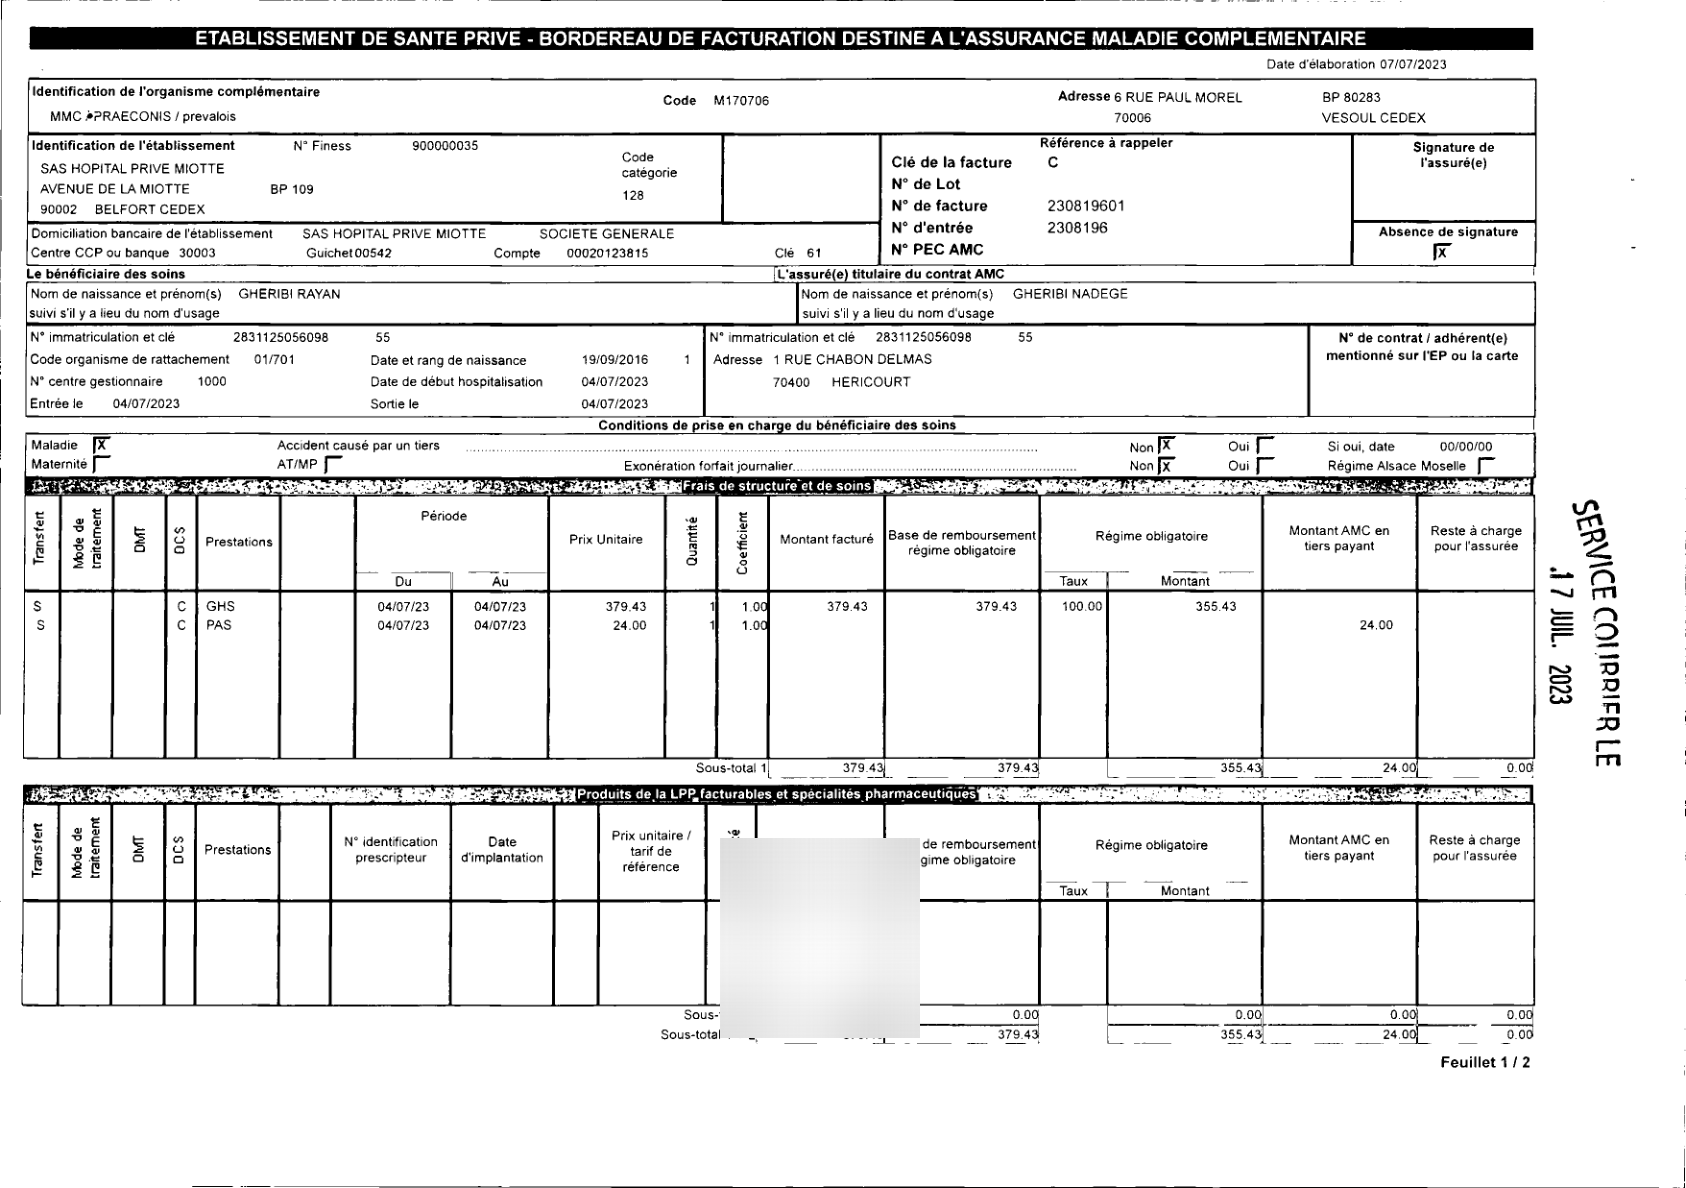 ETABLISSEMENT DE SANTE PRIVE - BORDEREAU DE FACTURATION DESTINE A L'ASSURANCE MALADIE COMPLEMENTAIRE
Date d'élaboration 07/07/2023
Identification de l'organisme complémentaire
Code M170706
Adresse 6 RUE PAUL MOREL BP 80283
MMC PRAECONIS / prevalois
70006 VESOUL CEDEX
Identification de l'établissement N° Finess 900000035
SAS HOPITAL PRIVE MIOTTE
AVENUE DE LA MIOTTE BP 109
90002 BELFORT CEDEX
Code
catégorie
128
Référence à rappeler
Clé de la facture C
N° de Lot
N° de facture 230819601
N° d'entrée 2308196
N° PEC AMC
Signature de
l'assuré(e)
Absence de signature
X
Domiciliation bancaire de l'établissement SAS HOPITAL PRIVE MIOTTE SOCIETE GENERALE
Centre CCP ou banque 30003 Guichet 00542 Compte 00020123815 Clé 61
Le bénéficiaire des soins
L'assuré(e) titulaire du contrat AMC
Nom de naissance et prénom(s) GHERIBI RAYAN
suivi s'il y a lieu du nom d'usage
Nom de naissance et prénom(s) GHERIBI NADEGE
suivi s'il y a lieu du nom d'usage
N° immatriculation et clé 2831125056098 55
Code organisme de rattachement 01/701 Date et rang de naissance 19/09/2016 1
N° centre gestionnaire 1000 Date de début hospitalisation 04/07/2023
Entrée le 04/07/2023 Sortie le 04/07/2023
N° immatriculation et clé 2831125056098 55
Adresse 1 RUE CHABON DELMAS
70400 HERICOURT
N° de contrat / adhérent(e)
mentionné sur l'EP ou la carte
Conditions de prise en charge du bénéficiaire des soins
Maladie X Accident causé par un tiers Non X Oui Si oui, date 00/00/00
Maternité AT/MP Exonération forfait journalier Non X Oui Régime Alsace Moselle
Frais de structure et de soins
Transfert
Mode de
traitement
DMT
DCS
Prestations
Période
Du Au
Prix Unitaire
Quantité
Coefficient
Montant facturé
Base de remboursement
régime obligatoire
Régime obligatoire
Taux Montant
Montant AMC en
tiers payant
Reste à charge
pour l'assurée
S C GHS 04/07/23 04/07/23 379.43 1 1.00 379.43 379.43 100.00 355.43
S C PAS 04/07/23 04/07/23 24.00 1 1.00 24.00
Sous-total 1 379.43 379.43 355.43 24.00 0.00
Produits de la LPP facturables et spécialités pharmaceutiques
Transfert
Mode de
traitement
DMT
DCS
Prestations
N° identification
prescripteur
Date
d'implantation
Prix unitaire /
tarif de
référence
de remboursement
gime obligatoire
Régime obligatoire
Taux Montant
Montant AMC en
tiers payant
Reste à charge
pour l'assurée
Sous- 0.00 0.00 0.00 0.00
Sous-total 379.43 355.43 24.00 0.00
Feuillet 1 / 2
SERVICE COURRIER LE
17 JUIL. 2023